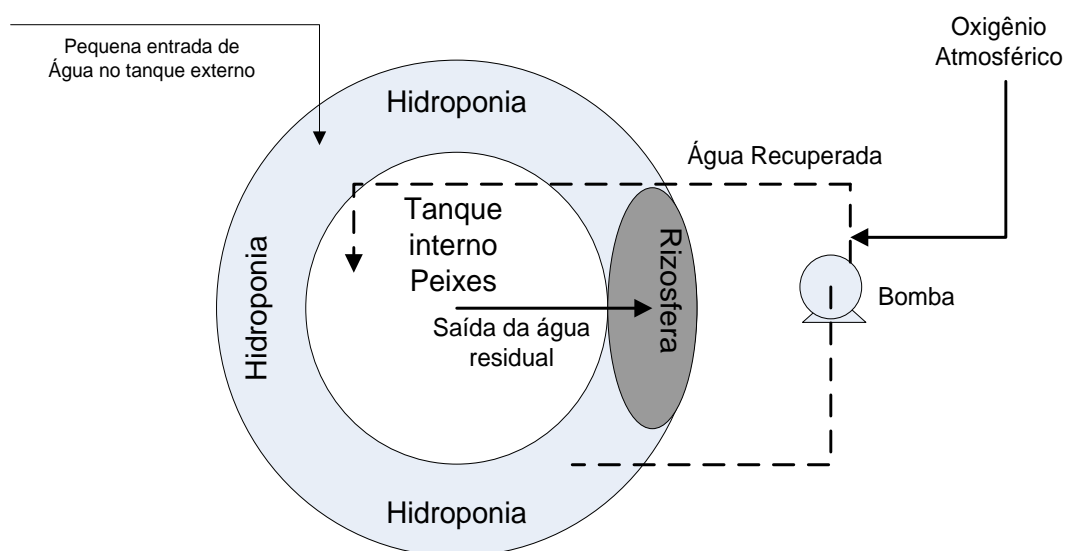 Pequena entrada de
Água no tanque externo
Oxigênio
Atmosférico
Hidroponia
Água Recuperada
Tanque
interno
Peixes
Rizosfera
Hidroponia
Bomba
Saída da água
residual
Hidroponia